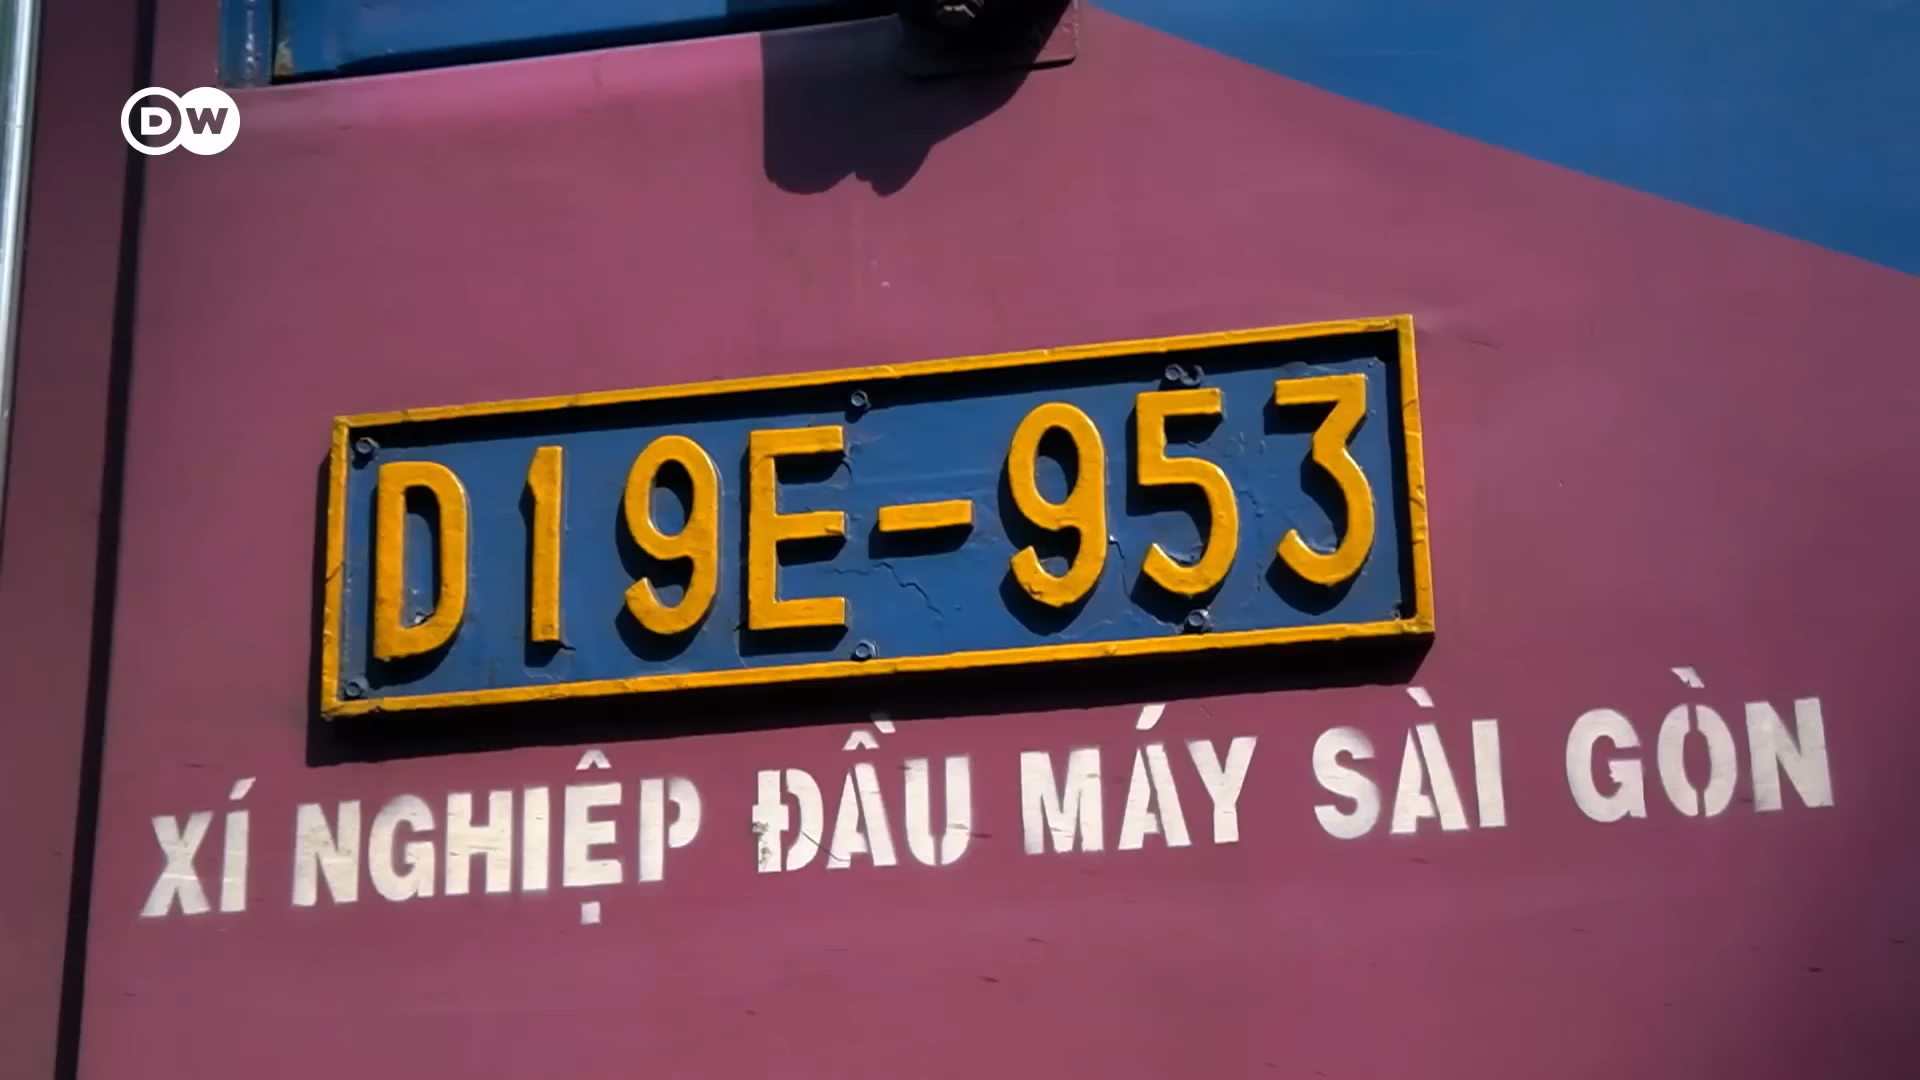 DW
D19E-953
XÍ NGHIỆP ĐẦU MÁY SÀI GÒN